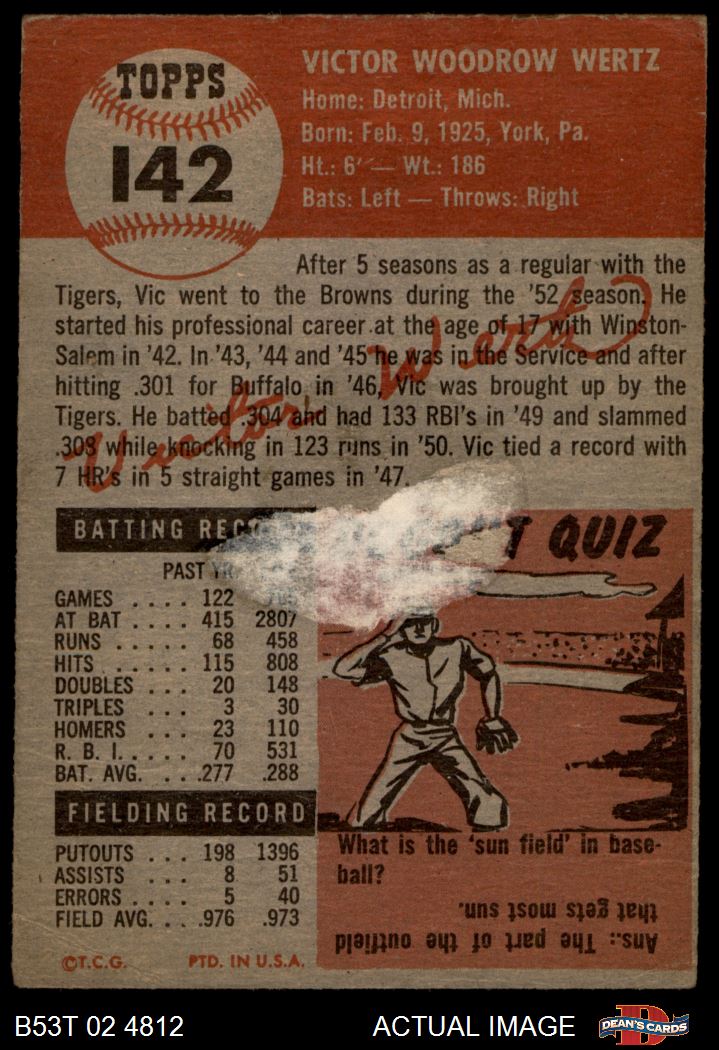 TOPPS
142
VICTOR WOODROW WERTZ
Home: Detroit, Mich.
Born: Feb. 9, 1925, York, Pa.
Ht.: 6' — Wt.: 186
Bats: Left — Throws: Right
After 5 seasons as a regular with the
Tigers, Vic went to the Browns during the '52 season. He
started his professional career at the age of 17 with Winston-
Salem in '42. In '43, '44 and '45 he was in the Service and after
hitting .301 for Buffalo in '46, Vic was brought up by the
Tigers. He batted .304 and had 133 RBI's in '49 and slammed
.308 while knocking in 123 runs in '50. Vic tied a record with
7 HR's in 5 straight games in '47.
Victor Wertz
BATTING
PAST
GAMES .... 122
AT BAT .... 415 2807
RUNS ..... 68 458
HITS ..... 115 808
DOUBLES ... 20 148
TRIPLES ... 3 30
HOMERS ... 23 110
R. B. I..... 70 531
BAT. AVG. ... .277 .288
FIELDING RECORD
PUTOUTS ... 198 1396
ASSISTS ... 8 51
ERRORS .... 5 40
FIELD AVG. ... .976 .973
©T.C.G. PTD. IN U.S.A.
QUIZ
What is the 'sun field' in base-
ball?
Ans.: The part of the outfield
that gets most sun.
B53T 02 4812 ACTUAL IMAGE DEAN'S CARDS